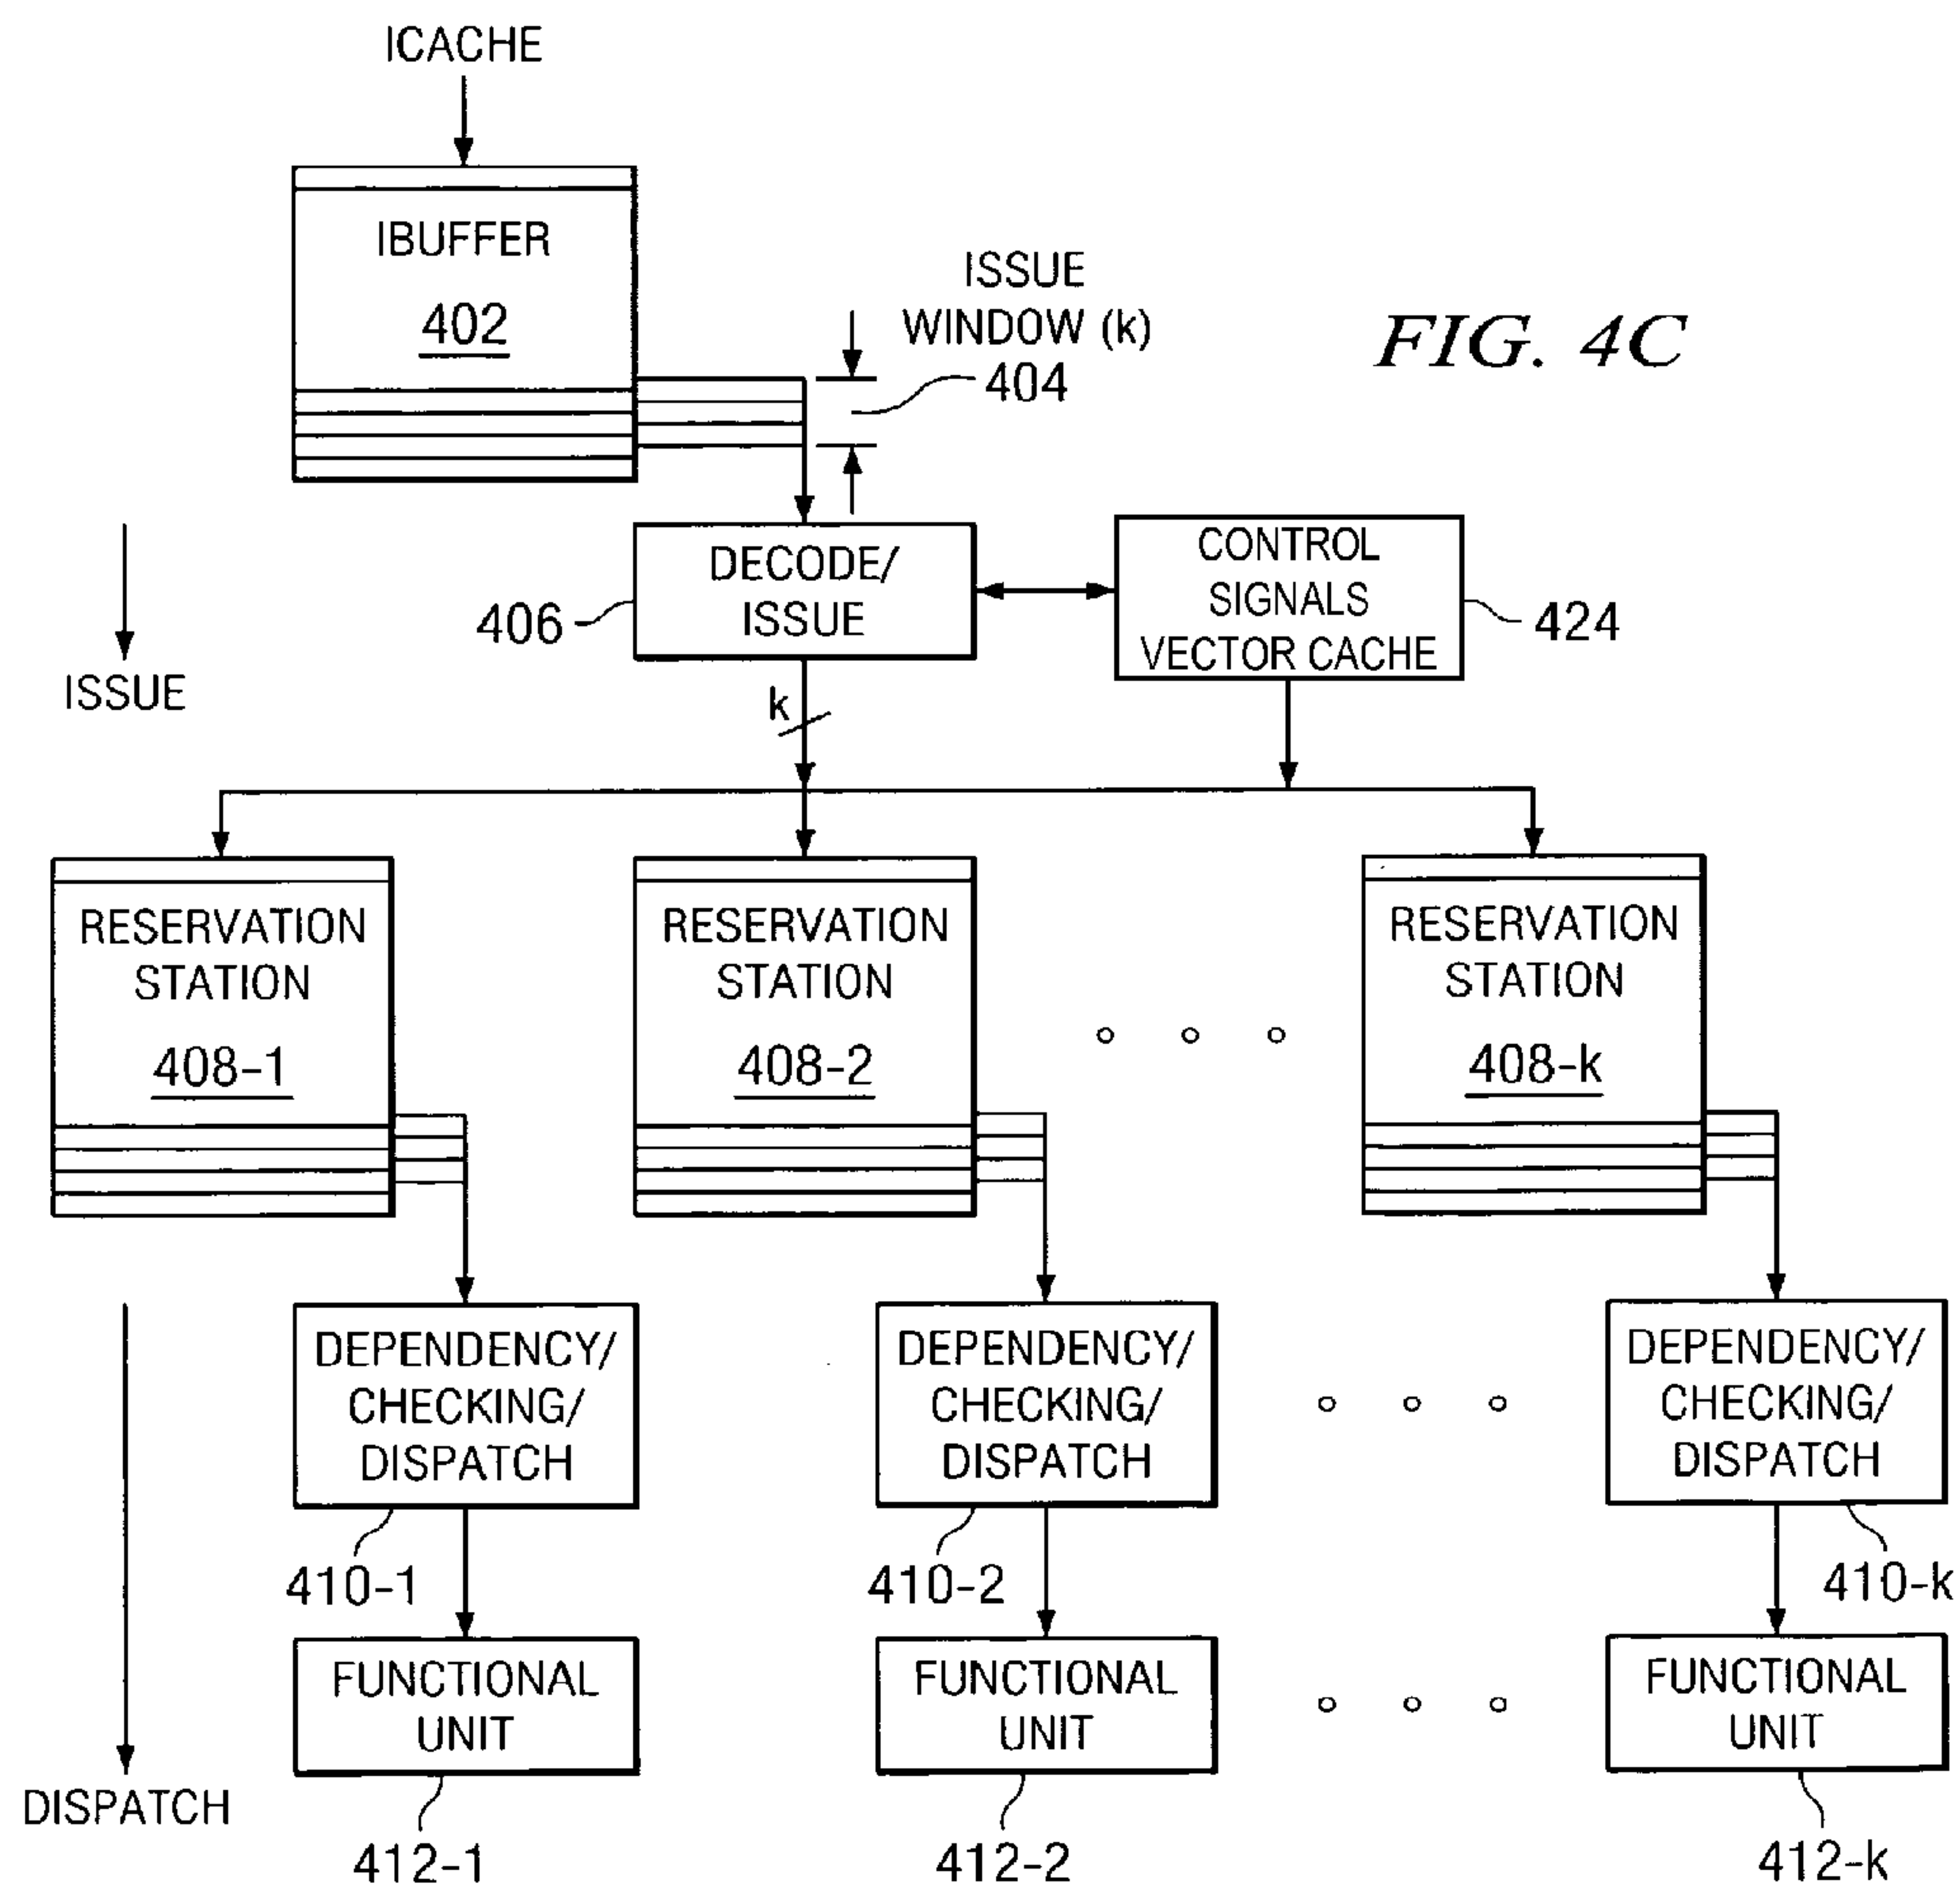 ICACHE
IBUFFER
402
ISSUE
WINDOW (k)
404
FIG. 4C
DECODE/
ISSUE
406
CONTROL
SIGNALS
VECTOR CACHE
424
ISSUE
k
RESERVATION
STATION
408-1
RESERVATION
STATION
408-2
RESERVATION
STATION
408-k
DEPENDENCY/
CHECKING/
DISPATCH
410-1
DEPENDENCY/
CHECKING/
DISPATCH
410-2
DEPENDENCY/
CHECKING/
DISPATCH
410-k
FUNCTIONAL
UNIT
412-1
FUNCTIONAL
UNIT
412-2
FUNCTIONAL
UNIT
412-k
DISPATCH